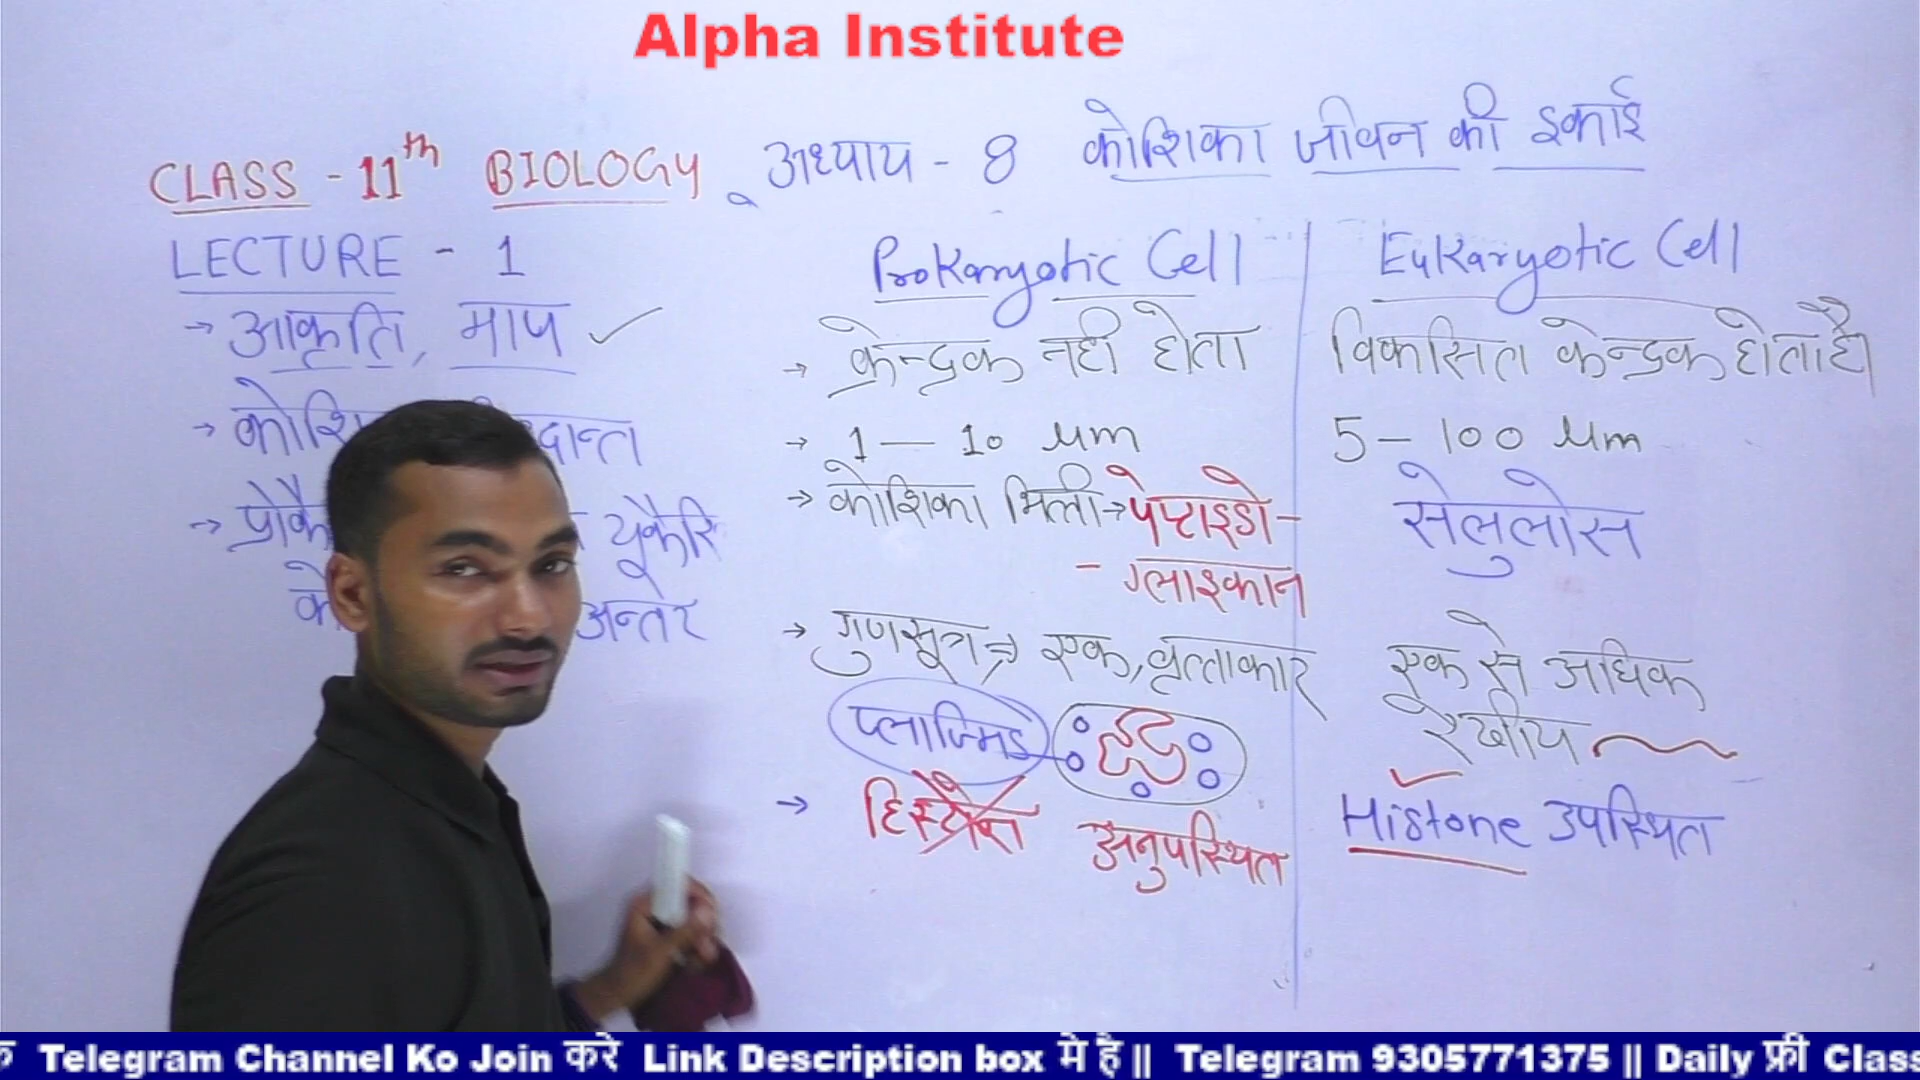 Alpha Institute
CLASS - 11th BIOLOGY अध्याय - 8 कोशिका जीवन की इकाई
LECTURE - 1
→ आकृति, माप ✓
→ कोशि द्धान्त
→ प्रोकै यूकैरि
के अन्तर
Prokaryotic Cell
→ केन्द्रक नही होता
→ 1 — 10 μm
→ कोशिका भित्ती → पेप्टाइडो -
- ग्लाइकान
→ गुणसूत्र → एक, वृत्ताकार
प्लाज्मिड
→ हिस्टोन अनुपस्थित
Eukaryotic Cell
विकसित केन्द्रक होता है।
5 - 100 μm
सेलुलोस
एक से अधिक
रेखीय
Histone उपस्थित
Telegram Channel Ko Join करे Link Description box मे है || Telegram 9305771375 || Daily फ्री Class